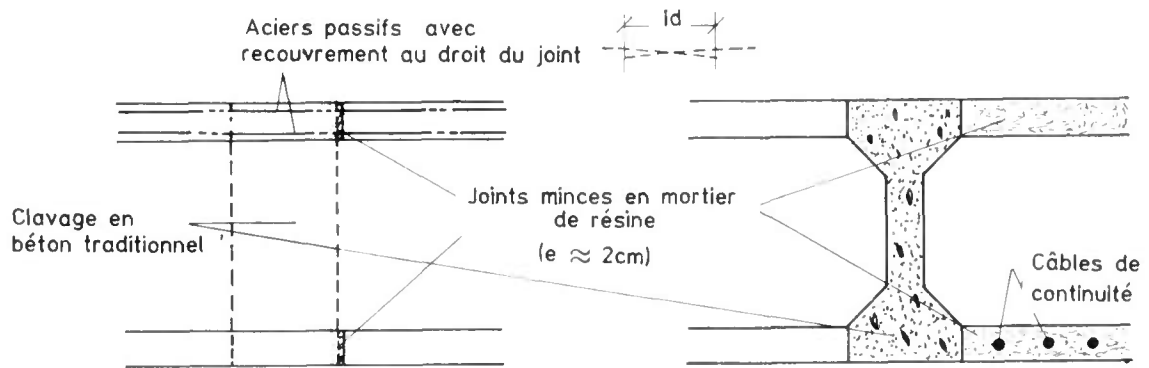 Aciers passifs avec
recouvrement au droit du joint
ld
Clavage en
béton traditionnel
Joints minces en mortier
de résine
(e ≈ 2cm)
Câbles de
continuité